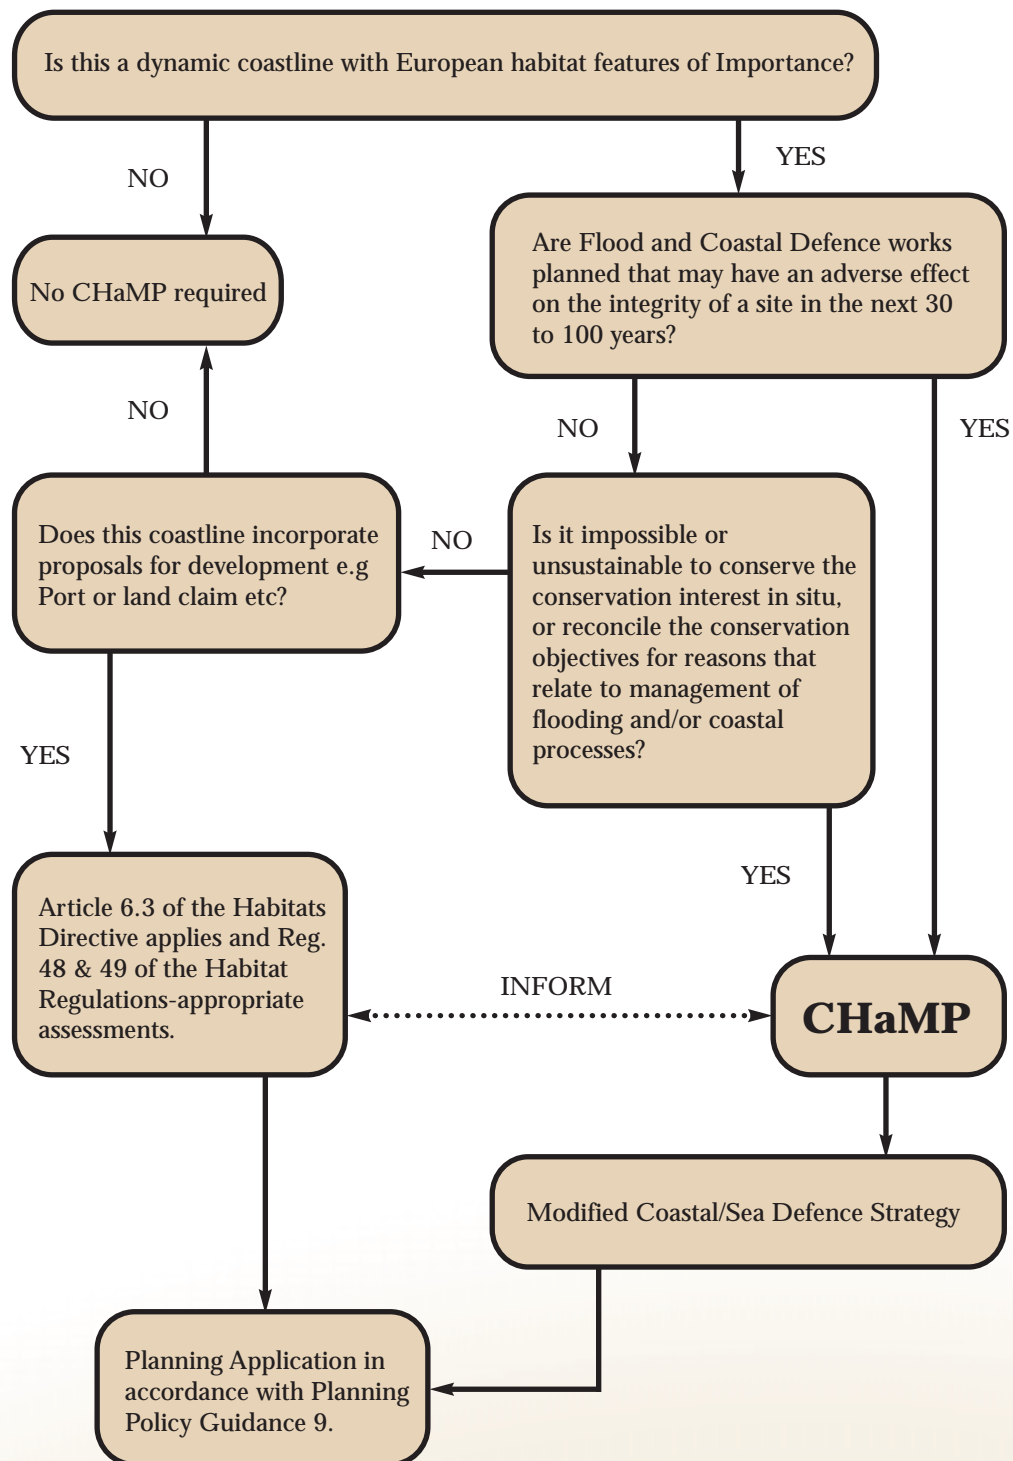 Is this a dynamic coastline with European habitat features of Importance?
NO
YES
No CHaMP required
Are Flood and Coastal Defence works
planned that may have an adverse effect
on the integrity of a site in the next 30
to 100 years?
NO
NO
YES
Does this coastline incorporate
proposals for development e.g
Port or land claim etc?
NO
Is it impossible or
unsustainable to conserve the
conservation interest in situ,
or reconcile the conservation
objectives for reasons that
relate to management of
flooding and/or coastal
processes?
YES
YES
Article 6.3 of the Habitats
Directive applies and Reg.
48 & 49 of the Habitat
Regulations-appropriate
assessments.
INFORM
CHaMP
Modified Coastal/Sea Defence Strategy
Planning Application in
accordance with Planning
Policy Guidance 9.